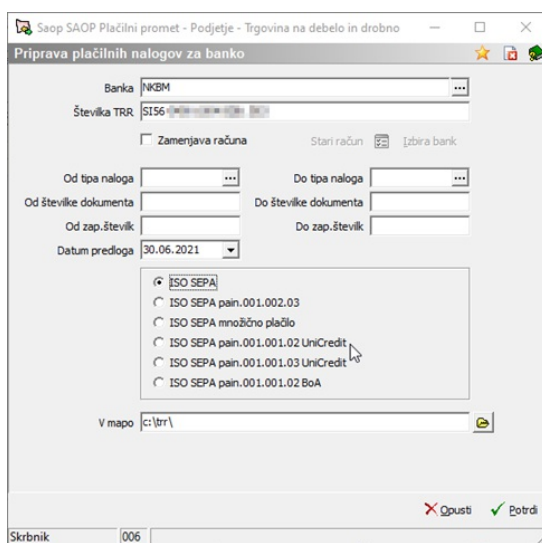 Saop SAOP Plačilni promet - Podjetje - Trgovina na debelo in drobno
Priprava plačilnih nalogov za banko
Banka NKBM ...
Številka TRR SI56
Zamenjava računa Stari račun Izbira bank
Od tipa naloga ... Do tipa naloga ...
Od številke dokumenta Do številke dokumenta
Od zap.številk Do zap.številk
Datum predloga 30.06.2021
ISO SEPA
ISO SEPA pain.001.002.03
ISO SEPA množično plačilo
ISO SEPA pain.001.001.02 UniCredit
ISO SEPA pain.001.001.03 UniCredit
ISO SEPA pain.001.001.02 BoA
V mapo c:\trr\
Opusti Potrdi
Skrbnik 006